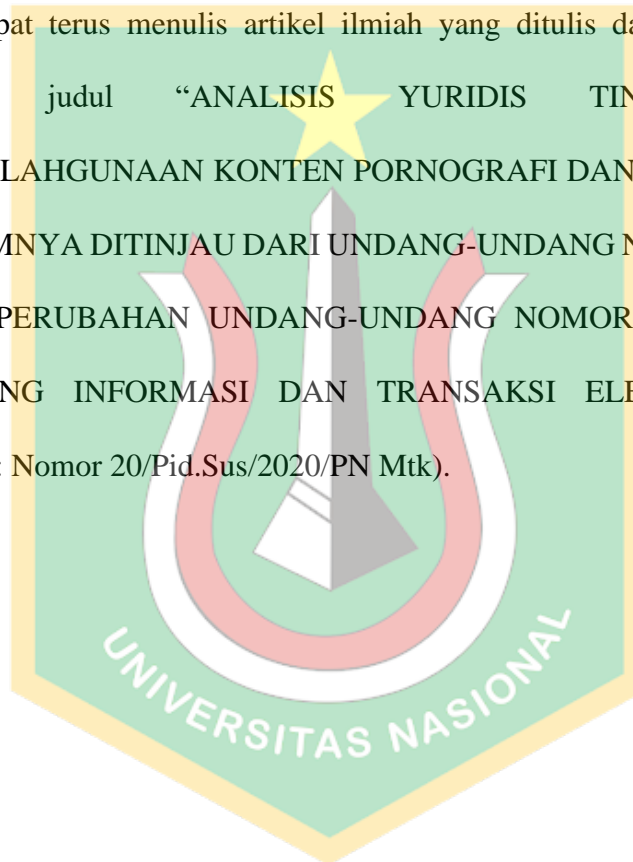 pat terus menulis artikel ilmiah yang ditulis da
judul “ANALISIS YURIDIS TIN
LAHGUNAAN KONTEN PORNOGRAFI DAN
MNYA DITINJAU DARI UNDANG-UNDANG N
PERUBAHAN UNDANG-UNDANG NOMOR
NG INFORMASI DAN TRANSAKSI ELE
: Nomor 20/Pid.Sus/2020/PN Mtk).
UNIVERSITAS NASIONAL